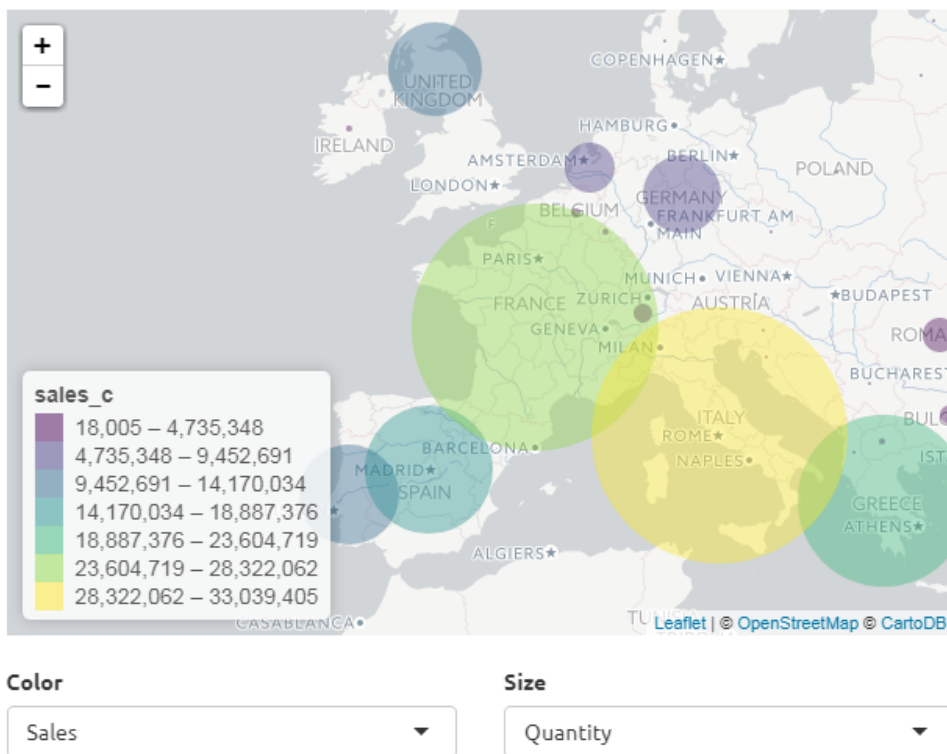 +
−
COPENHAGEN★
UNITED
KINGDOM
HAMBURG
IRELAND
AMSTERDAM★
BERLIN★
POLAND
LONDON★
GERMANY
BELGIUM
FRANKFURT AM
MAIN
F
PARIS★
MUNICH
VIENNA★
FRANCE
ZURICH
AUSTRIA
★BUDAPEST
GENEVA
ROMA
MILAN
BUCHAREST
sales_c
18,005 – 4,735,348
4,735,348 – 9,452,691
9,452,691 – 14,170,034
14,170,034 – 18,887,376
18,887,376 – 23,604,719
23,604,719 – 28,322,062
28,322,062 – 33,039,405
ITALY
BUL
BARCELONA
ROME★
MADRID★
NAPLES
IST
SPAIN
GREECE
ATHENS★
ALGIERS★
CASABLANCA
TUNIS
Leaflet | © OpenStreetMap © CartoDB
Color
Size
Sales
Quantity